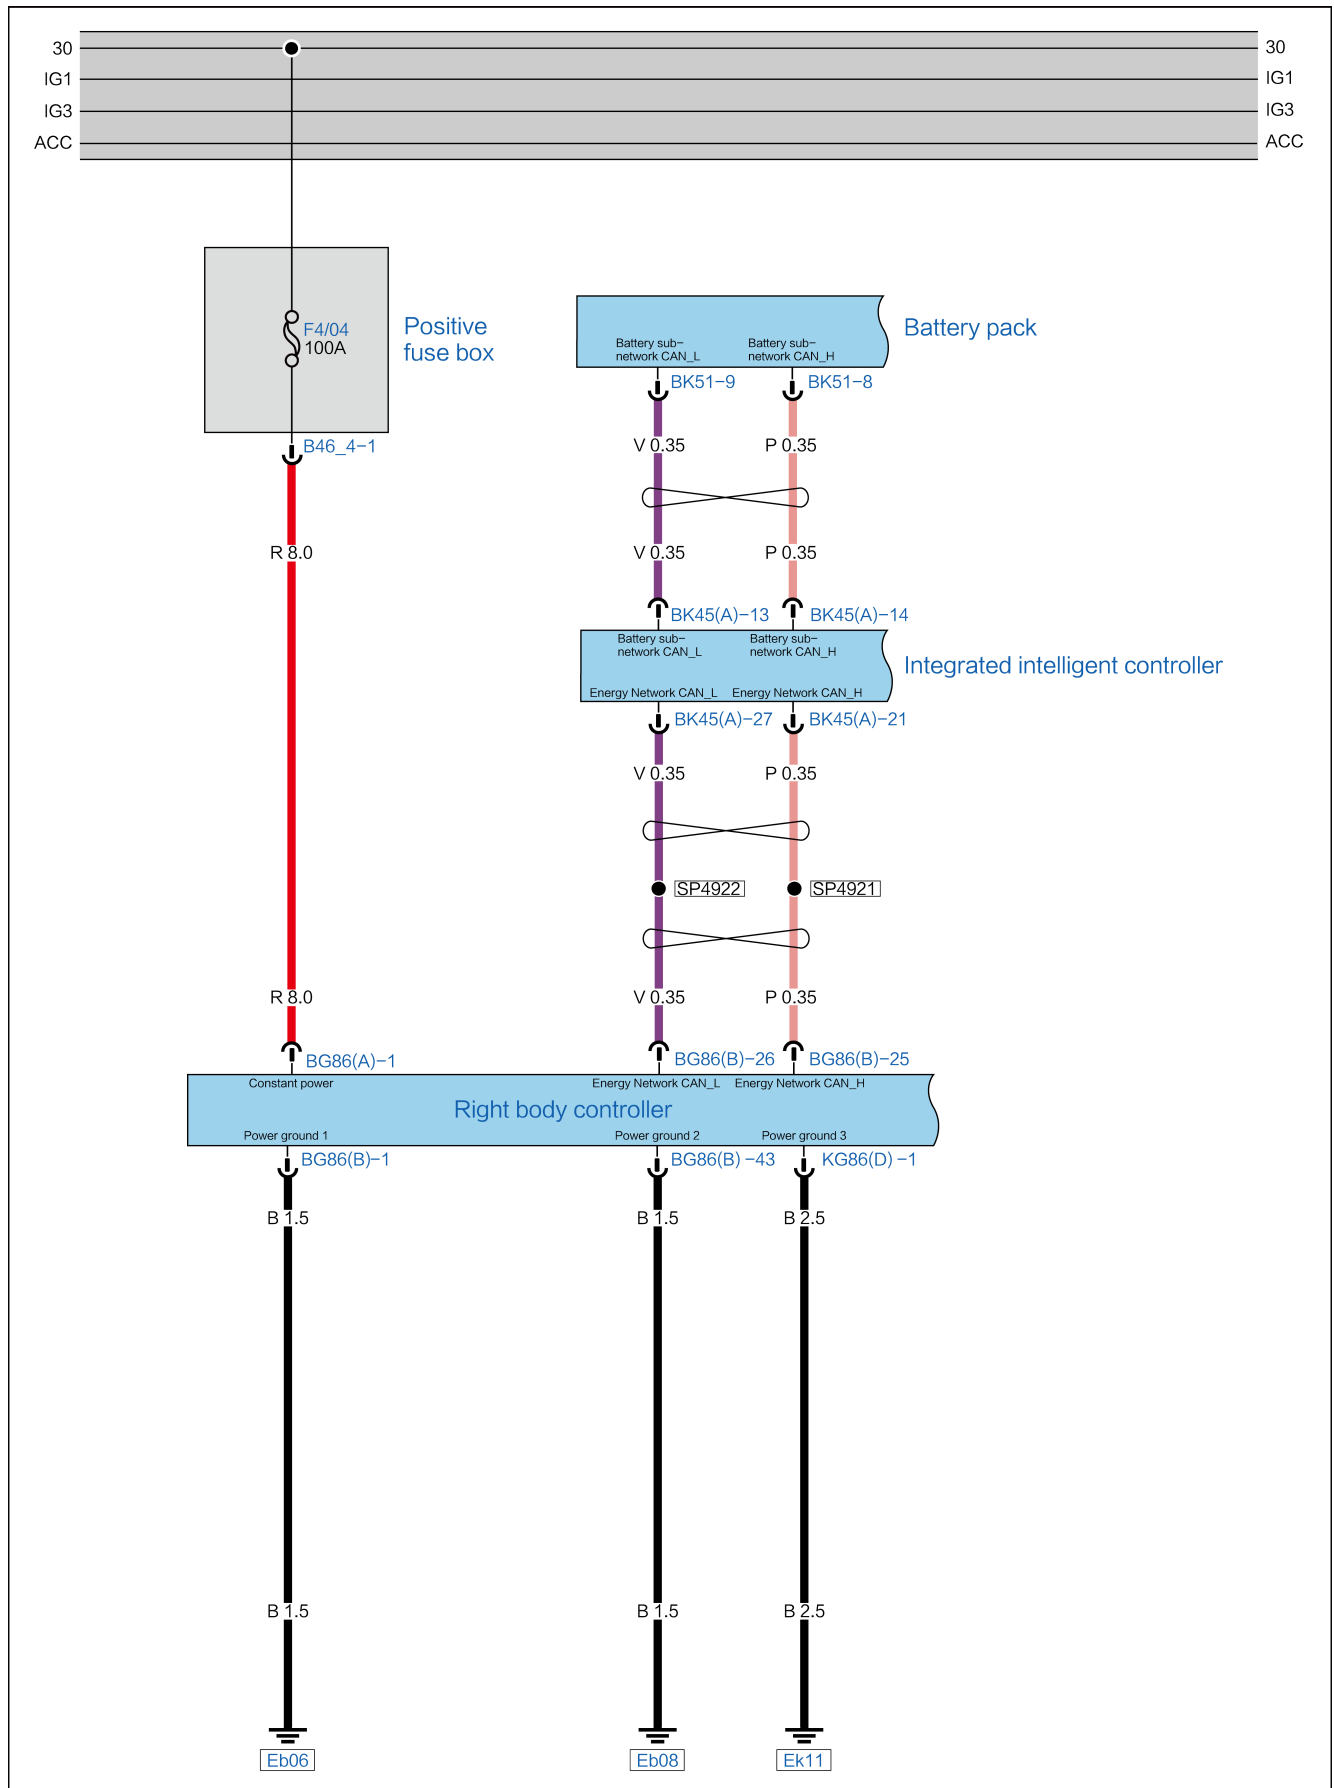 30
30
IG1
IG1
IG3
IG3
ACC
ACC
F4/04
100A
Positive
fuse box
B46_4-1
R 8.0
R 8.0
BG86(A)-1
Battery pack
Battery sub-
network CAN_L
Battery sub-
network CAN_H
BK51-9
BK51-8
V 0.35
P 0.35
V 0.35
P 0.35
BK45(A)-13
BK45(A)-14
Battery sub-
network CAN_L
Battery sub-
network CAN_H
Integrated intelligent controller
Energy Network CAN_L
Energy Network CAN_H
BK45(A)-27
BK45(A)-21
V 0.35
P 0.35
SP4922
SP4921
V 0.35
P 0.35
BG86(B)-26
BG86(B)-25
Constant power
Energy Network CAN_L
Energy Network CAN_H
Right body controller
Power ground 1
Power ground 2
Power ground 3
BG86(B)-1
BG86(B) -43
KG86(D) -1
B 1.5
B 1.5
B 2.5
B 1.5
B 1.5
B 2.5
Eb06
Eb08
Ek11